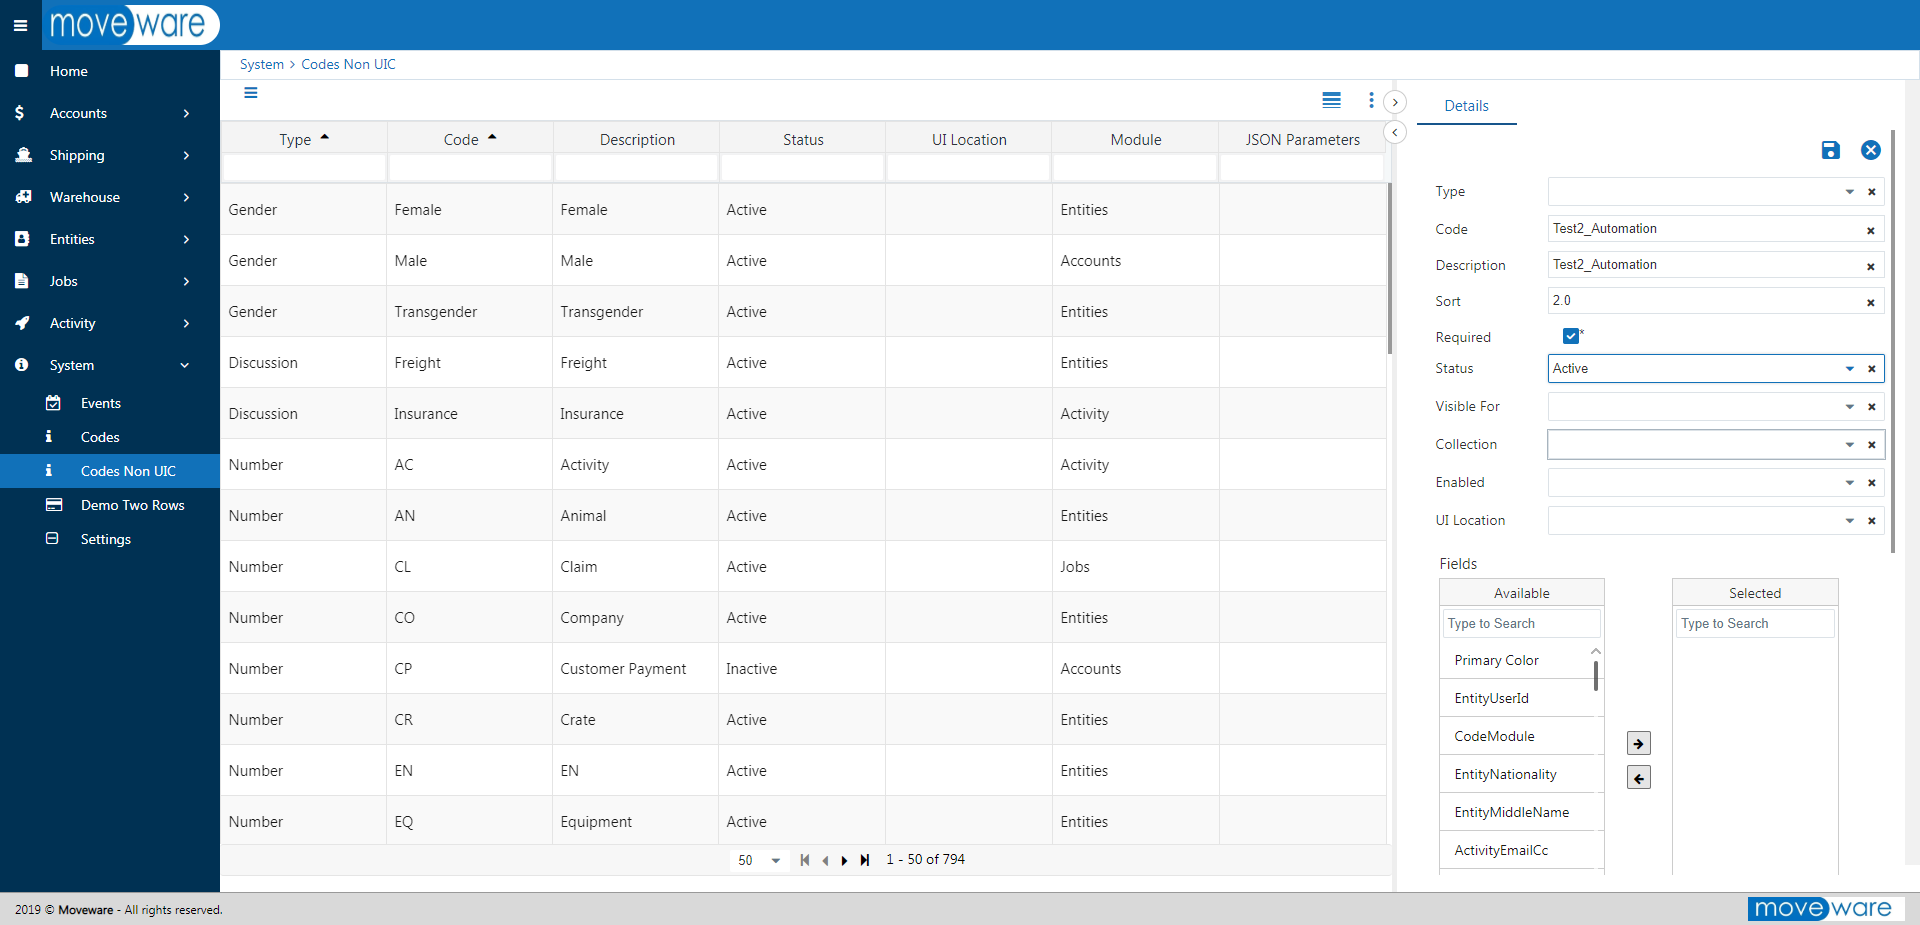 moveware
Home
Accounts
Shipping
Warehouse
Entities
Jobs
Activity
System
Events
Codes
Codes Non UIC
Demo Two Rows
Settings
System > Codes Non UIC
Type Code Description Status UI Location Module JSON Parameters
Gender Female Female Active Entities
Gender Male Male Active Accounts
Gender Transgender Transgender Active Entities
Discussion Freight Freight Active Entities
Discussion Insurance Insurance Active Activity
Number AC Activity Active Activity
Number AN Animal Active Entities
Number CL Claim Active Jobs
Number CO Company Active Entities
Number CP Customer Payment Inactive Accounts
Number CR Crate Active Entities
Number EN EN Active Entities
Number EQ Equipment Active Entities
50 1 - 50 of 794
Details
Type
Code Test2_Automation
Description Test2_Automation
Sort 2.0
Required *
Status Active
Visible For
Collection
Enabled
UI Location
Fields
Available Selected
Type to Search Type to Search
Primary Color
EntityUserId
CodeModule
EntityNationality
EntityMiddleName
ActivityEmailCc
2019 © Moveware - All rights reserved.
moveware